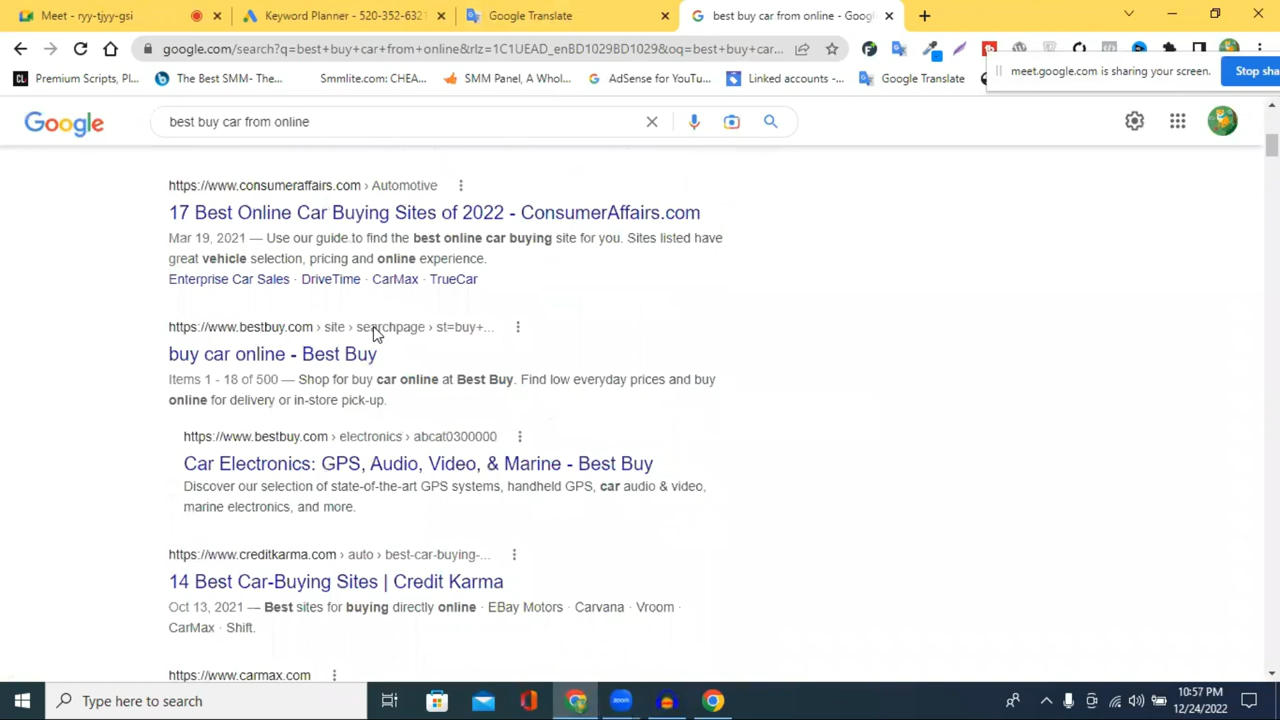 Meet - ryy-tjyy-gsi
Keyword Planner - 520-352-632
Google Translate
best buy car from online - Googl
google.com/search?q=best+buy+car+from+online&rlz=1C1UEAD_enBD1029BD1029&oq=best+buy+car...
Premium Scripts, Pl...
The Best SMM- The...
Smmlite.com: CHEA...
SMM Panel, A Whol...
AdSense for YouTu...
Linked accounts -...
Google Translate
meet.google.com is sharing your screen.
Stop sha
Google
best buy car from online
https://www.consumeraffairs.com › Automotive
17 Best Online Car Buying Sites of 2022 - ConsumerAffairs.com
Mar 19, 2021 — Use our guide to find the best online car buying site for you. Sites listed have
great vehicle selection, pricing and online experience.
Enterprise Car Sales · DriveTime · CarMax · TrueCar
https://www.bestbuy.com › site › searchpage › st=buy+...
buy car online - Best Buy
Items 1 - 18 of 500 — Shop for buy car online at Best Buy. Find low everyday prices and buy
online for delivery or in-store pick-up.
https://www.bestbuy.com › electronics › abcat0300000
Car Electronics: GPS, Audio, Video, & Marine - Best Buy
Discover our selection of state-of-the-art GPS systems, handheld GPS, car audio & video,
marine electronics, and more.
https://www.creditkarma.com › auto › best-car-buying-...
14 Best Car-Buying Sites | Credit Karma
Oct 13, 2021 — Best sites for buying directly online · EBay Motors · Carvana · Vroom ·
CarMax · Shift.
https://www.carmax.com
Type here to search
zoom
10:57 PM
12/24/2022